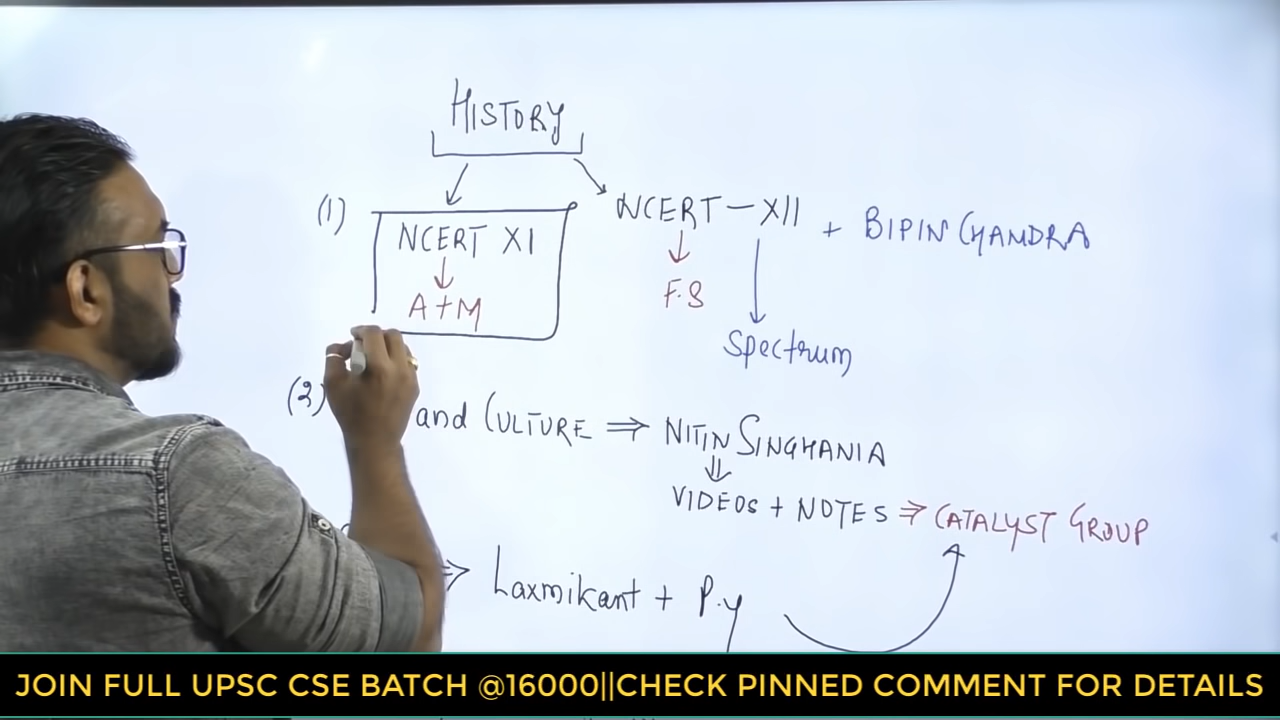 HISTORY
(1) NCERT XI NCERT - XII + BIPIN CHANDRA
A+M F.S
Spectrum
(2) and CULTURE ⇒ NITIN SINGHANIA
VIDEOS + NOTES ⇒ CATALYST GROUP
⇒ Laxmikant + P.y
JOIN FULL UPSC CSE BATCH @16000||CHECK PINNED COMMENT FOR DETAILS